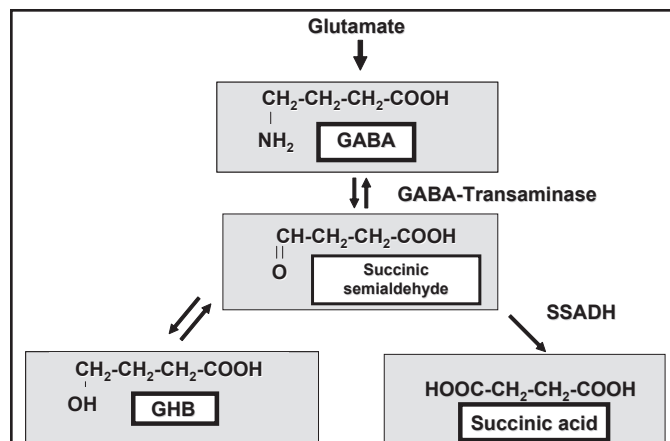 Glutamate
CH₂-CH₂-CH₂-COOH
NH₂
GABA
GABA-Transaminase
CH-CH₂-CH₂-COOH
O
Succinic
semialdehyde
SSADH
CH₂-CH₂-CH₂-COOH
OH
GHB
HOOC-CH₂-CH₂-COOH
Succinic acid